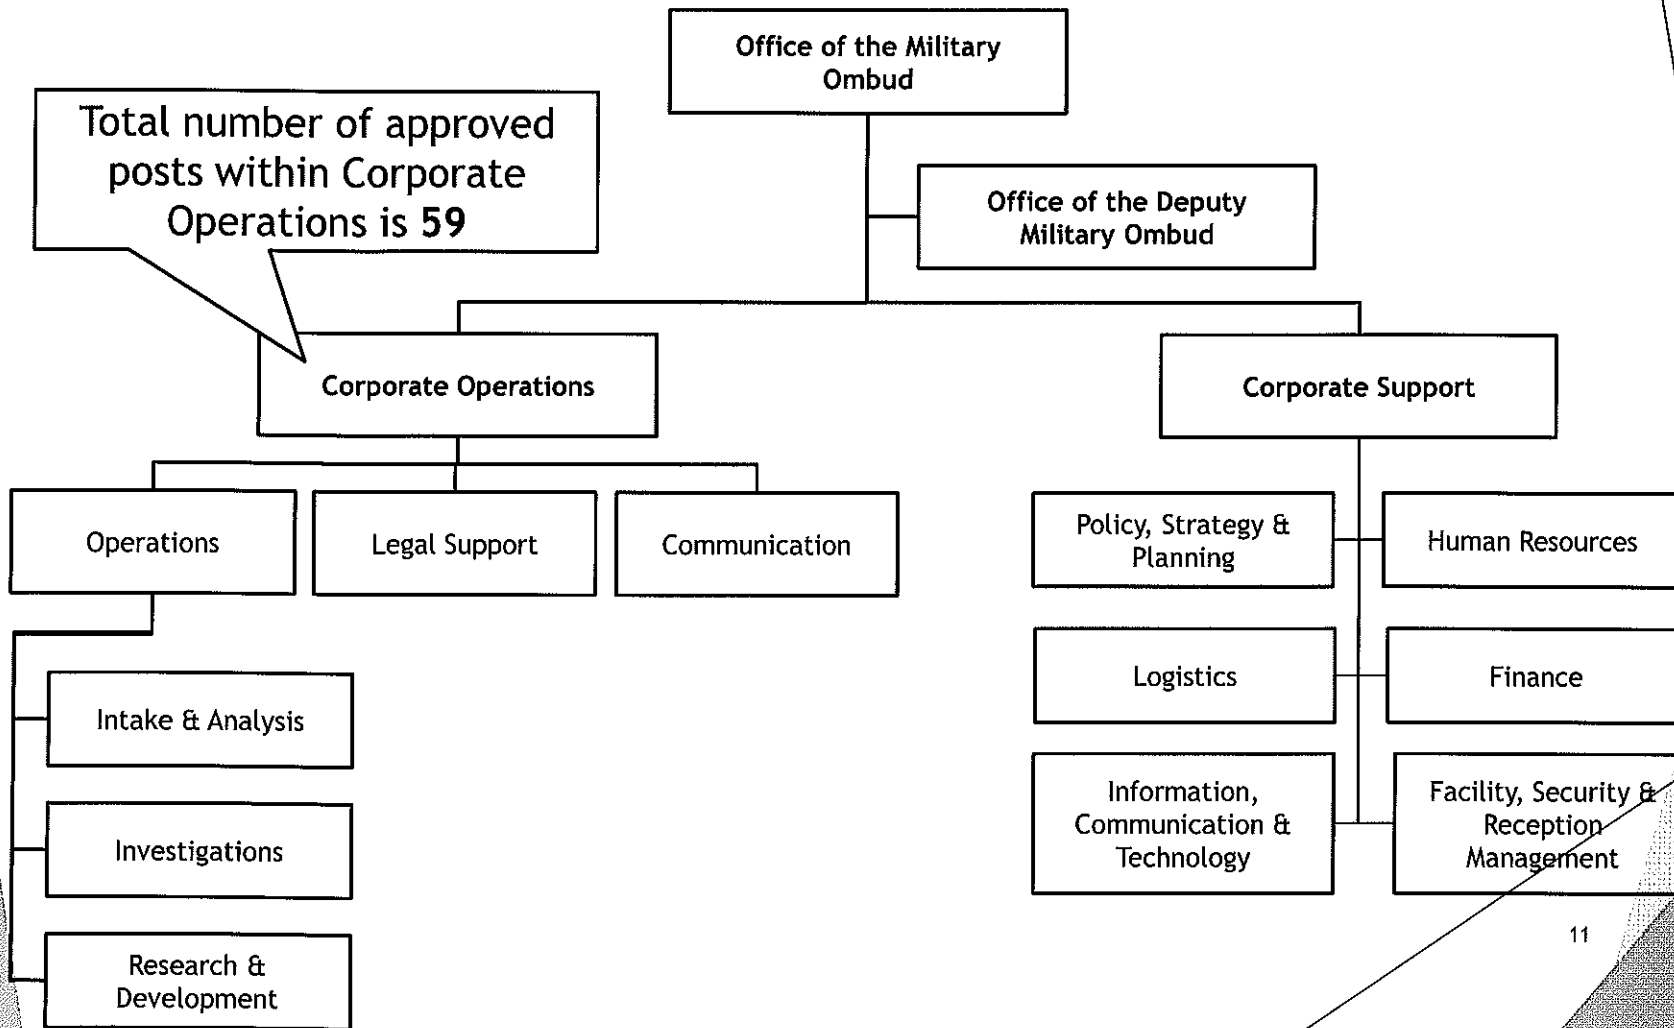 Office of the Military
Ombud
Total number of approved
posts within Corporate
Operations is 59
Office of the Deputy
Military Ombud
Corporate Operations
Corporate Support
Operations
Legal Support
Communication
Policy, Strategy &
Planning
Human Resources
Intake & Analysis
Logistics
Finance
Investigations
Information,
Communication &
Technology
Facility, Security &
Reception
Management
Research &
Development
11